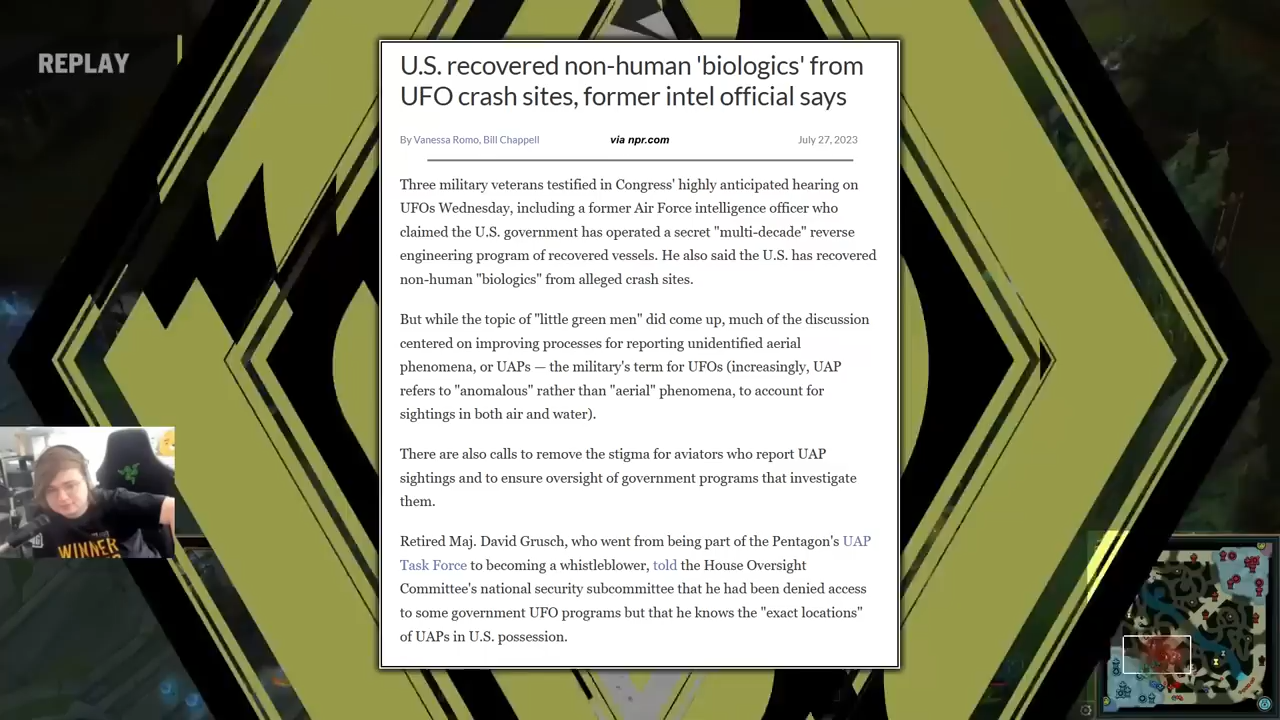 REPLAY
U.S. recovered non-human 'biologics' from
UFO crash sites, former intel official says
By Vanessa Romo, Bill Chappell via npr.com July 27, 2023
Three military veterans testified in Congress' highly anticipated hearing on
UFOs Wednesday, including a former Air Force intelligence officer who
claimed the U.S. government has operated a secret "multi-decade" reverse
engineering program of recovered vessels. He also said the U.S. has recovered
non-human "biologics" from alleged crash sites.
But while the topic of "little green men" did come up, much of the discussion
centered on improving processes for reporting unidentified aerial
phenomena, or UAPs — the military's term for UFOs (increasingly, UAP
refers to "anomalous" rather than "aerial" phenomena, to account for
sightings in both air and water).
There are also calls to remove the stigma for aviators who report UAP
sightings and to ensure oversight of government programs that investigate
them.
Retired Maj. David Grusch, who went from being part of the Pentagon's UAP
Task Force to becoming a whistleblower, told the House Oversight
Committee's national security subcommittee that he had been denied access
to some government UFO programs but that he knows the "exact locations"
of UAPs in U.S. possession.
WINNER